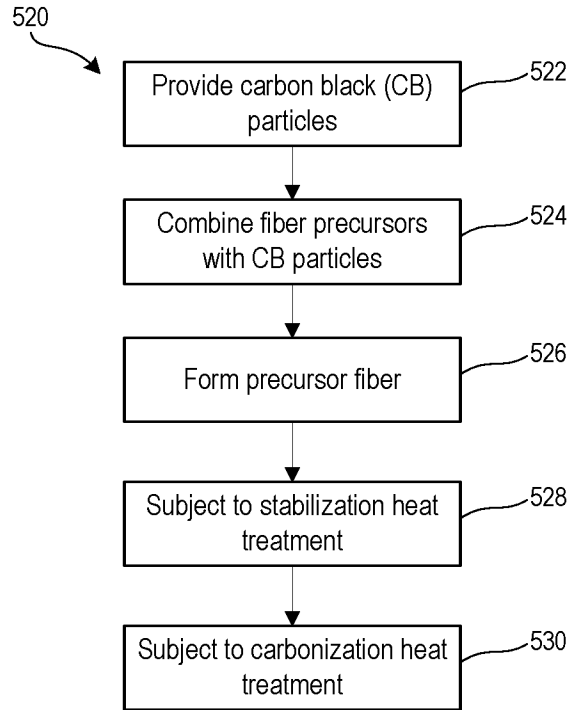 520
Provide carbon black (CB)
particles
522
Combine fiber precursors
with CB particles
524
Form precursor fiber
526
Subject to stabilization heat
treatment
528
Subject to carbonization heat
treatment
530